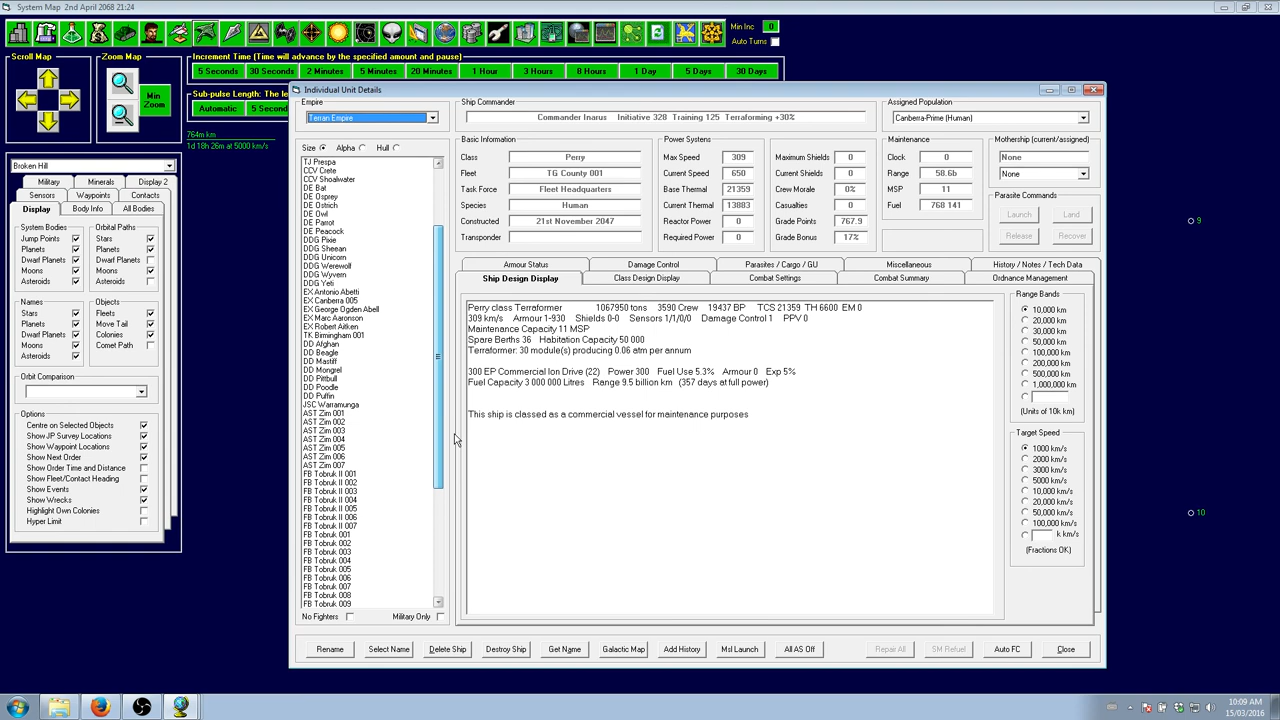 System Map  2nd April 2068 21:24
Min Inc 0
Auto Turns
Scroll Map
Zoom Map
Min Zoom
Increment Time (Time will advance by the specified amount and pause)
5 Seconds 30 Seconds 2 Minutes 5 Minutes 20 Minutes 1 Hour 3 Hours 8 Hours 1 Day 5 Days 30 Days
Sub-pulse Length: The le
Automatic 5 Second
764m km
1d 18h 26m at 5000 km/s
Broken Hill
Military Minerals Display 2
Sensors Waypoints Contacts
Display Body Info All Bodies
System Bodies
Jump Points
Planets
Dwarf Planets
Moons
Asteroids
Orbital Paths
Stars
Planets
Dwarf Planets
Moons
Asteroids
Names
Stars
Planets
Dwarf Planets
Moons
Asteroids
Objects
Fleets
Move Tail
Colonies
Comet Path
Orbit Comparison
Options
Centre on Selected Objects
Show JP Survey Locations
Show Waypoint Locations
Show Next Order
Show Order Time and Distance
Show Fleet/Contact Heading
Show Events
Show Wrecks
Highlight Own Colonies
Hyper Limit
Individual Unit Details
Empire
Terran Empire
Size Alpha Hull
TJ Prespa
CCV Crete
CCV Shoalwater
DE Bat
DE Osprey
DE Ostrich
DE Owl
DE Parrot
DE Peacock
DDG Pixie
DDG Sheean
DDG Unicorn
DDG Werewolf
DDG Wyvern
DDG Yeti
EX Antonio Abetti
EX Canberra 005
EX George Ogden Abell
EX Marc Aaronson
EX Robert Aitken
TK Birmingham 001
DD Afghan
DD Beagle
DD Mastiff
DD Mongrel
DD Pittbull
DD Poodle
DD Puffin
JSC Warramunga
AST Zim 001
AST Zim 002
AST Zim 003
AST Zim 004
AST Zim 005
AST Zim 006
AST Zim 007
FB Tobruk II 001
FB Tobruk II 002
FB Tobruk II 003
FB Tobruk II 004
FB Tobruk II 005
FB Tobruk II 006
FB Tobruk II 007
FB Tobruk 001
FB Tobruk 002
FB Tobruk 003
FB Tobruk 004
FB Tobruk 005
FB Tobruk 006
FB Tobruk 007
FB Tobruk 008
FB Tobruk 009
No Fighters Military Only
Ship Commander
Commander Inarus   Initiative 328   Training 125   Terraforming +30%
Assigned Population
Canberra-Prime (Human)
Basic Information
Class Perry
Fleet TG County 001
Task Force Fleet Headquarters
Species Human
Constructed 21st November 2047
Transponder
Power Systems
Max Speed 309
Current Speed 650
Base Thermal 21359
Current Thermal 13883
Reactor Power 0
Required Power 0
Maximum Shields 0
Current Shields 0
Crew Morale 0%
Casualties 0
Grade Points 767.9
Grade Bonus 17%
Maintenance
Clock 0
Range 58.6b
MSP 11
Fuel 768 141
Mothership (current/assigned)
None
None
Parasite Commands
Launch Land
Release Recover
Armour Status Damage Control Parasites / Cargo / GU Miscellaneous History / Notes / Tech Data
Ship Design Display Class Design Display Combat Settings Combat Summary Ordnance Management
Perry class Terraformer   1067950 tons   3590 Crew   19437 BP   TCS 21359  TH 6600  EM 0
309 km/s   Armour 1-930   Shields 0-0   Sensors 1/1/0/0   Damage Control 1   PPV 0
Maintenance Capacity 11 MSP
Spare Berths 36   Habitation Capacity 50 000
Terraformer: 30 module(s) producing 0.06 atm per annum
300 EP Commercial Ion Drive (22)   Power 300   Fuel Use 5.3%   Armour 0   Exp 5%
Fuel Capacity 3 000 000 Litres   Range 9.5 billion km   (357 days at full power)
This ship is classed as a commercial vessel for maintenance purposes
Range Bands
10,000 km
20,000 km
30,000 km
50,000 km
100,000 km
200,000 km
500,000 km
1,000,000 km
(Units of 10k km)
Target Speed
1000 km/s
2000 km/s
3000 km/s
5000 km/s
10,000 km/s
20,000 km/s
50,000 km/s
100,000 km/s
k km/s
(Fractions OK)
Rename Select Name Delete Ship Destroy Ship Get Name Galactic Map Add History Msl Launch All AS Off Repair All SM Refuel Auto FC Close
9
10
10:09 AM
15/03/2016